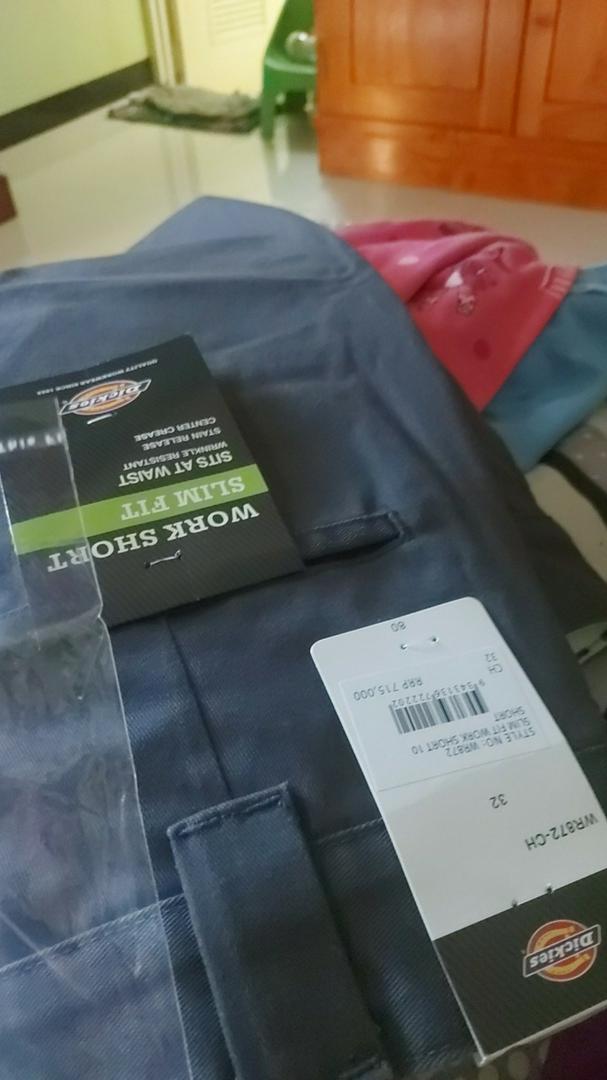 Dickies
QUALITY WORKWEAR SINCE 1922
WORK SHORT
SLIM FIT
SITS AT WAIST
WRINKLE RESISTANT
STAIN RELEASE
CENTER CREASE
Dickies
WR872-CH
32
STYLE NO: WR872
SLIM FIT WORK SHORT 10
SHORT
9343136722202
CH
32
RRP 715,000
80